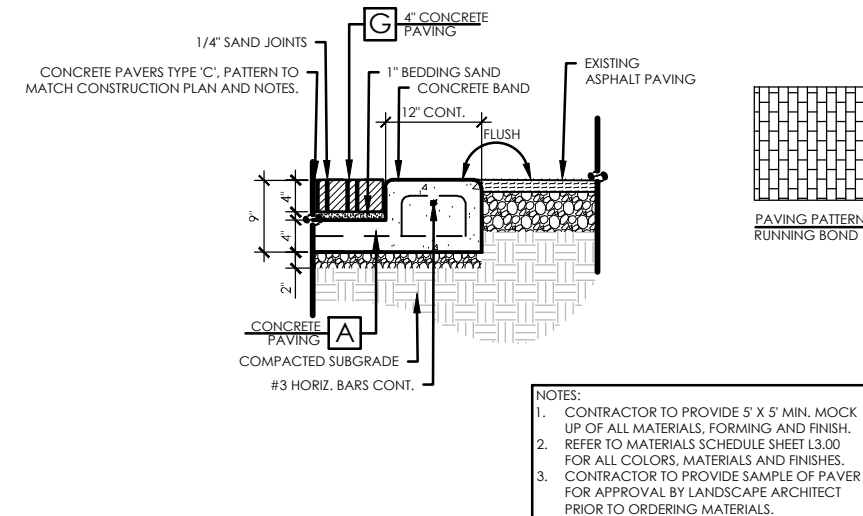 G
4" CONCRETE
PAVING
1/4" SAND JOINTS
CONCRETE PAVERS TYPE 'C', PATTERN TO
MATCH CONSTRUCTION PLAN AND NOTES.
1" BEDDING SAND
CONCRETE BAND
12" CONT.
EXISTING
ASPHALT PAVING
FLUSH
9"
4"
4"
2"
PAVING PATTERN
RUNNING BOND
CONCRETE
PAVING
A
COMPACTED SUBGRADE
#3 HORIZ. BARS CONT.
NOTES:
1. CONTRACTOR TO PROVIDE 5' X 5' MIN. MOCK
UP OF ALL MATERIALS, FORMING AND FINISH.
2. REFER TO MATERIALS SCHEDULE SHEET L3.00
FOR ALL COLORS, MATERIALS AND FINISHES.
3. CONTRACTOR TO PROVIDE SAMPLE OF PAVER
FOR APPROVAL BY LANDSCAPE ARCHITECT
PRIOR TO ORDERING MATERIALS.